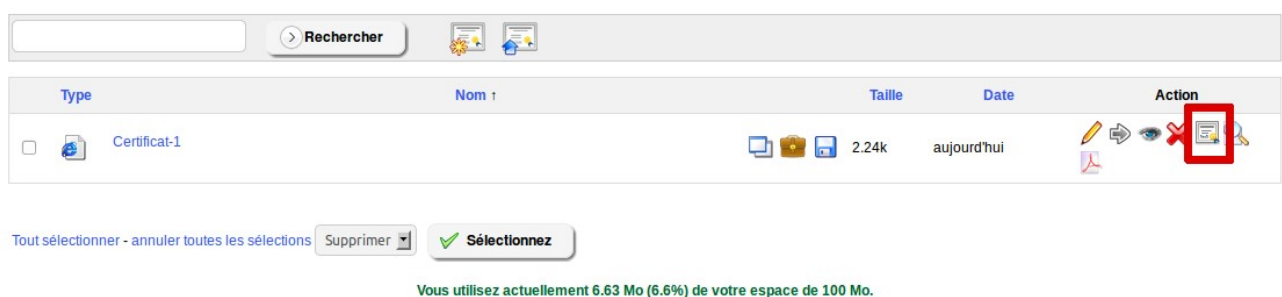 Rechercher
Type Nom ↑ Taille Date Action
Certificat-1 2.24k aujourd'hui
Tout sélectionner - annuler toutes les sélections Supprimer Sélectionnez
Vous utilisez actuellement 6.63 Mo (6.6%) de votre espace de 100 Mo.